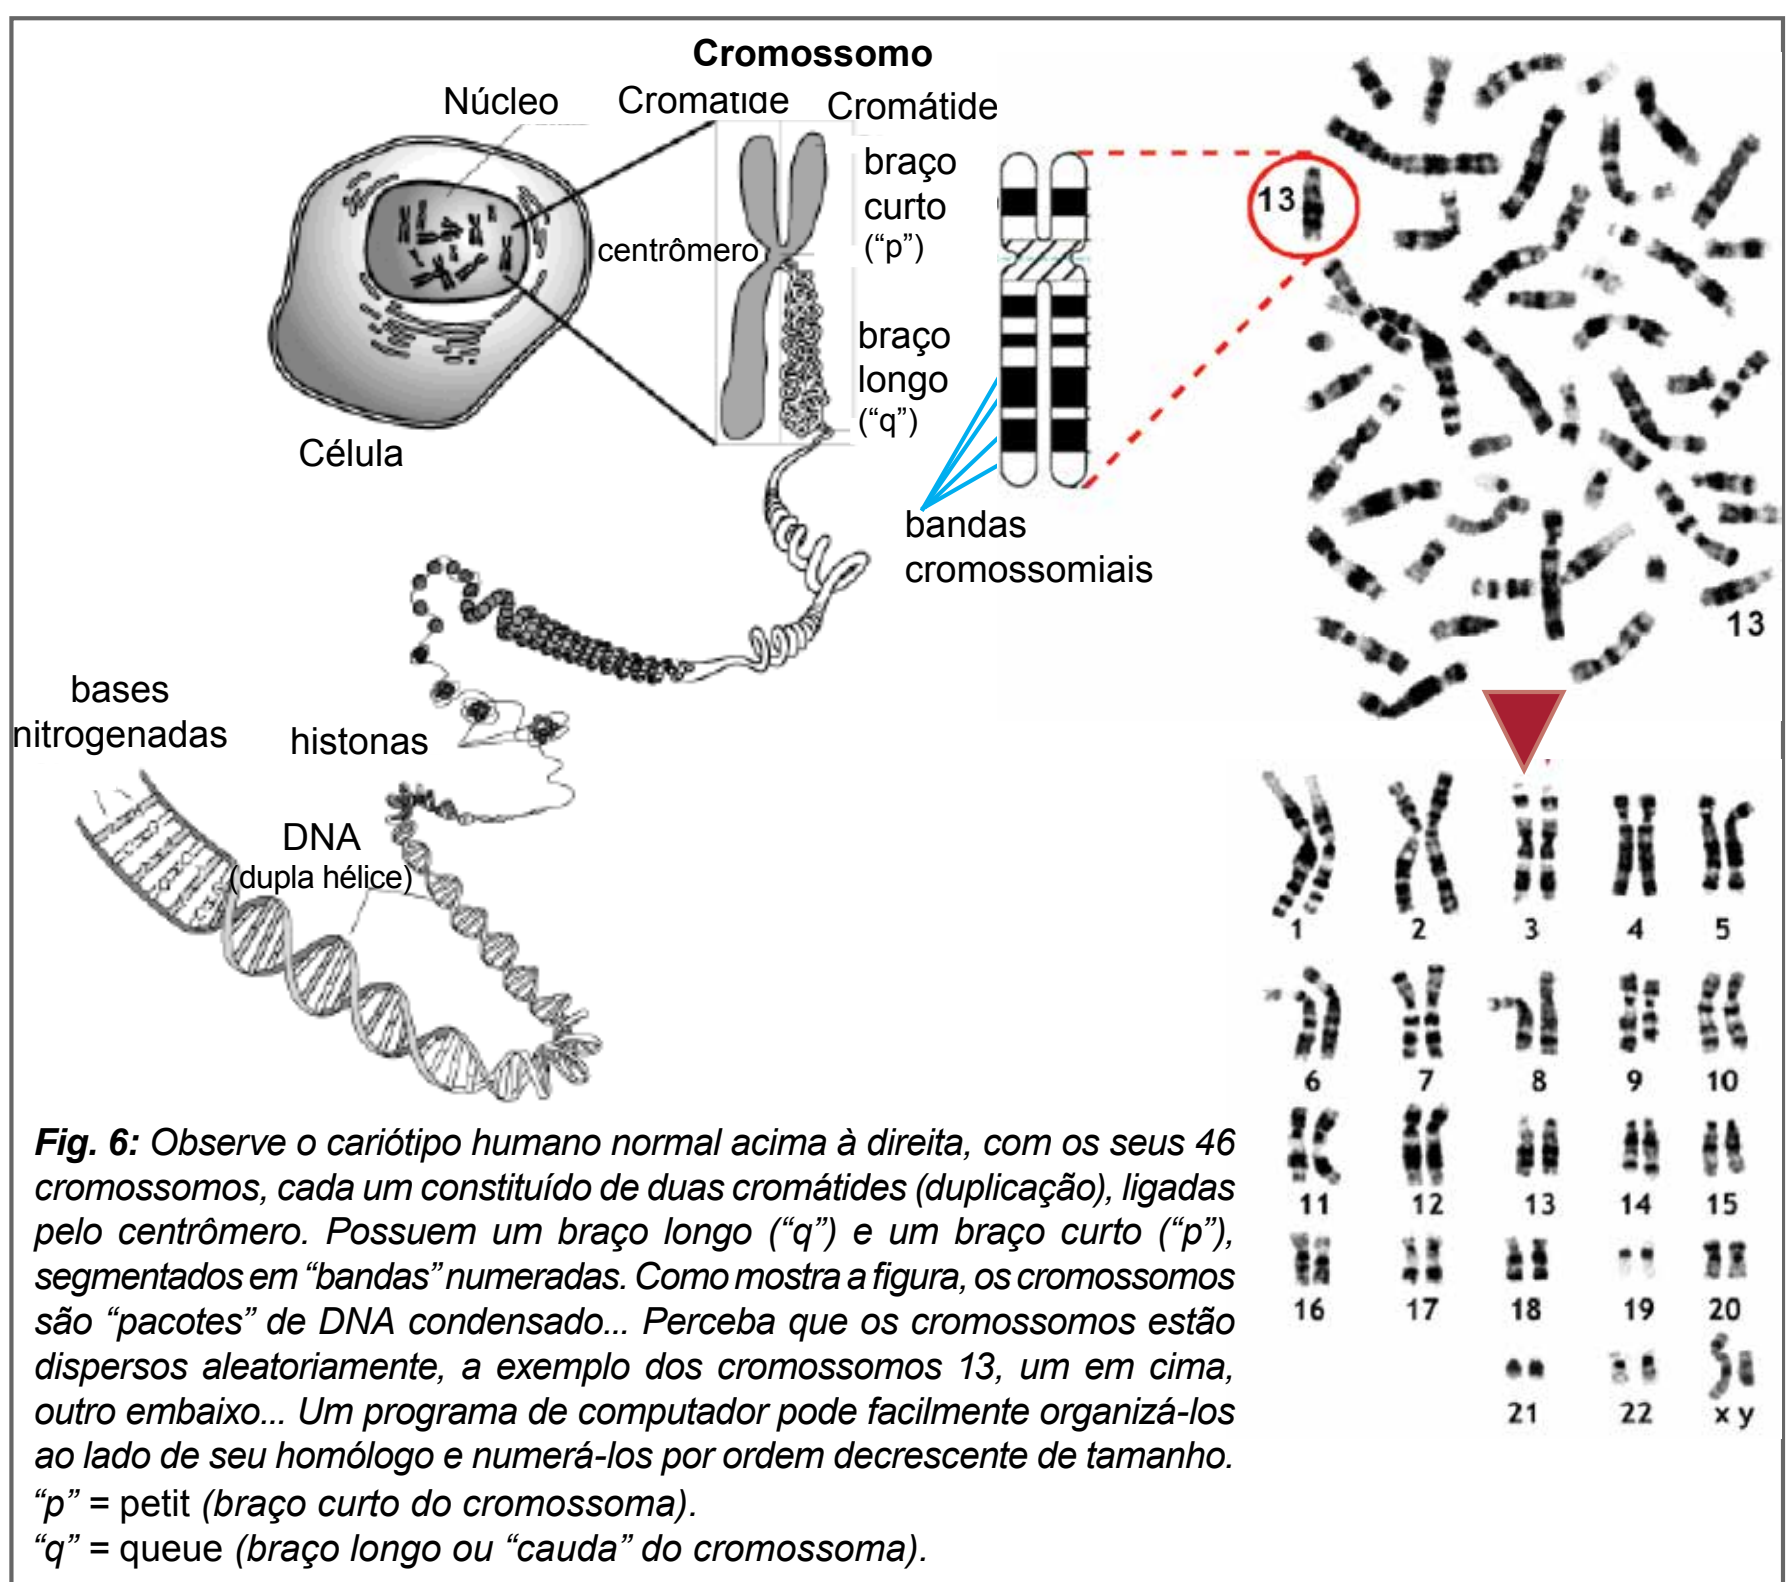 Cromossomo
Núcleo
Cromátide
Cromátide
braço
curto
(“p”)
centrômero
braço
longo
(“q”)
Célula
bandas
cromossomiais
13
13
bases
nitrogenadas
histonas
DNA
(dupla hélice)
1 2 3 4 5
6 7 8 9 10
11 12 13 14 15
16 17 18 19 20
21 22 x y
Fig. 6: Observe o cariótipo humano normal acima à direita, com os seus 46
cromossomos, cada um constituído de duas cromátides (duplicação), ligadas
pelo centrômero. Possuem um braço longo (“q”) e um braço curto (“p”),
segmentados em “bandas” numeradas. Como mostra a figura, os cromossomos
são “pacotes” de DNA condensado... Perceba que os cromossomos estão
dispersos aleatoriamente, a exemplo dos cromossomos 13, um em cima,
outro embaixo... Um programa de computador pode facilmente organizá-los
ao lado de seu homólogo e numerá-los por ordem decrescente de tamanho.
“p” = petit (braço curto do cromossoma).
“q” = queue (braço longo ou “cauda” do cromossoma).